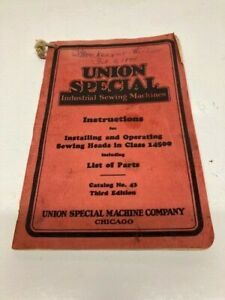 UNION
SPECIAL
Industrial Sewing Machines
Instructions
for
Installing and Operating
Sewing Heads in Class 14500
including
List of Parts
Catalog No. 43
Third Edition
UNION SPECIAL MACHINE COMPANY
CHICAGO